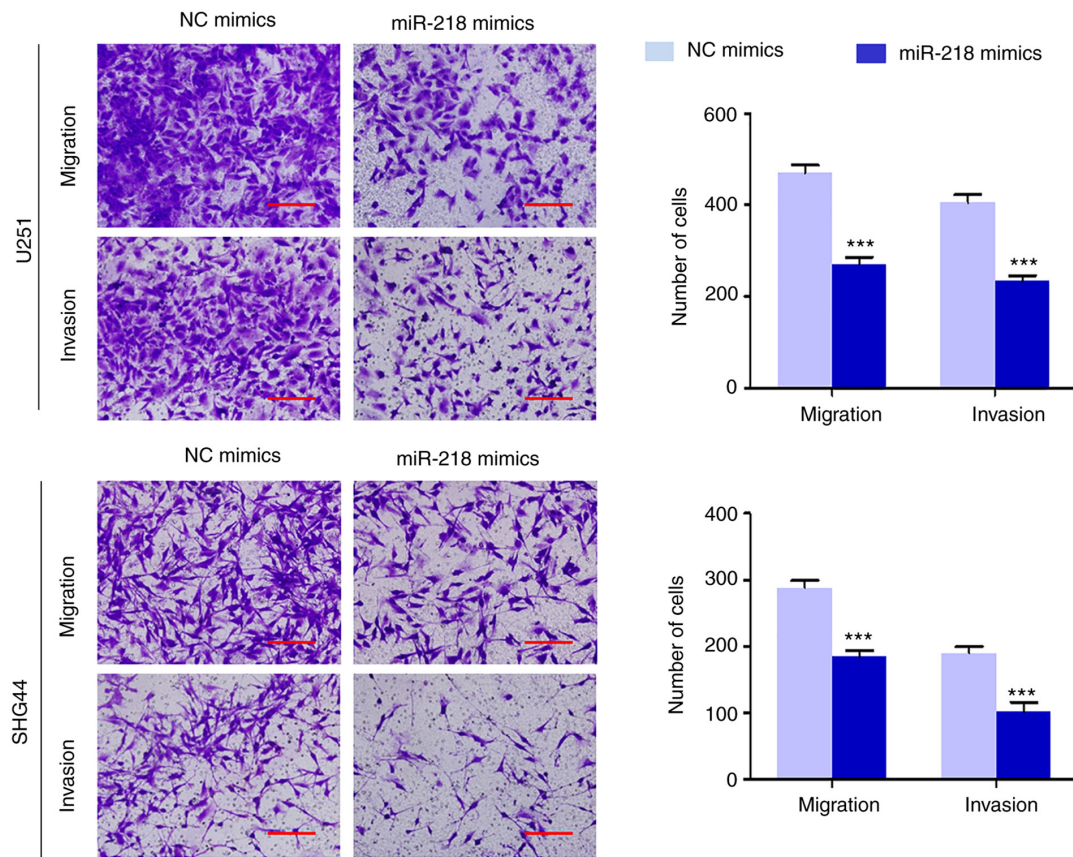 NC mimics miR-218 mimics
U251
Migration
Invasion
NC mimics miR-218 mimics
SHG44
Migration
Invasion
NC mimics miR-218 mimics
600
400
200
0
Number of cells
***
***
Migration Invasion
400
300
200
100
0
Number of cells
***
***
Migration Invasion